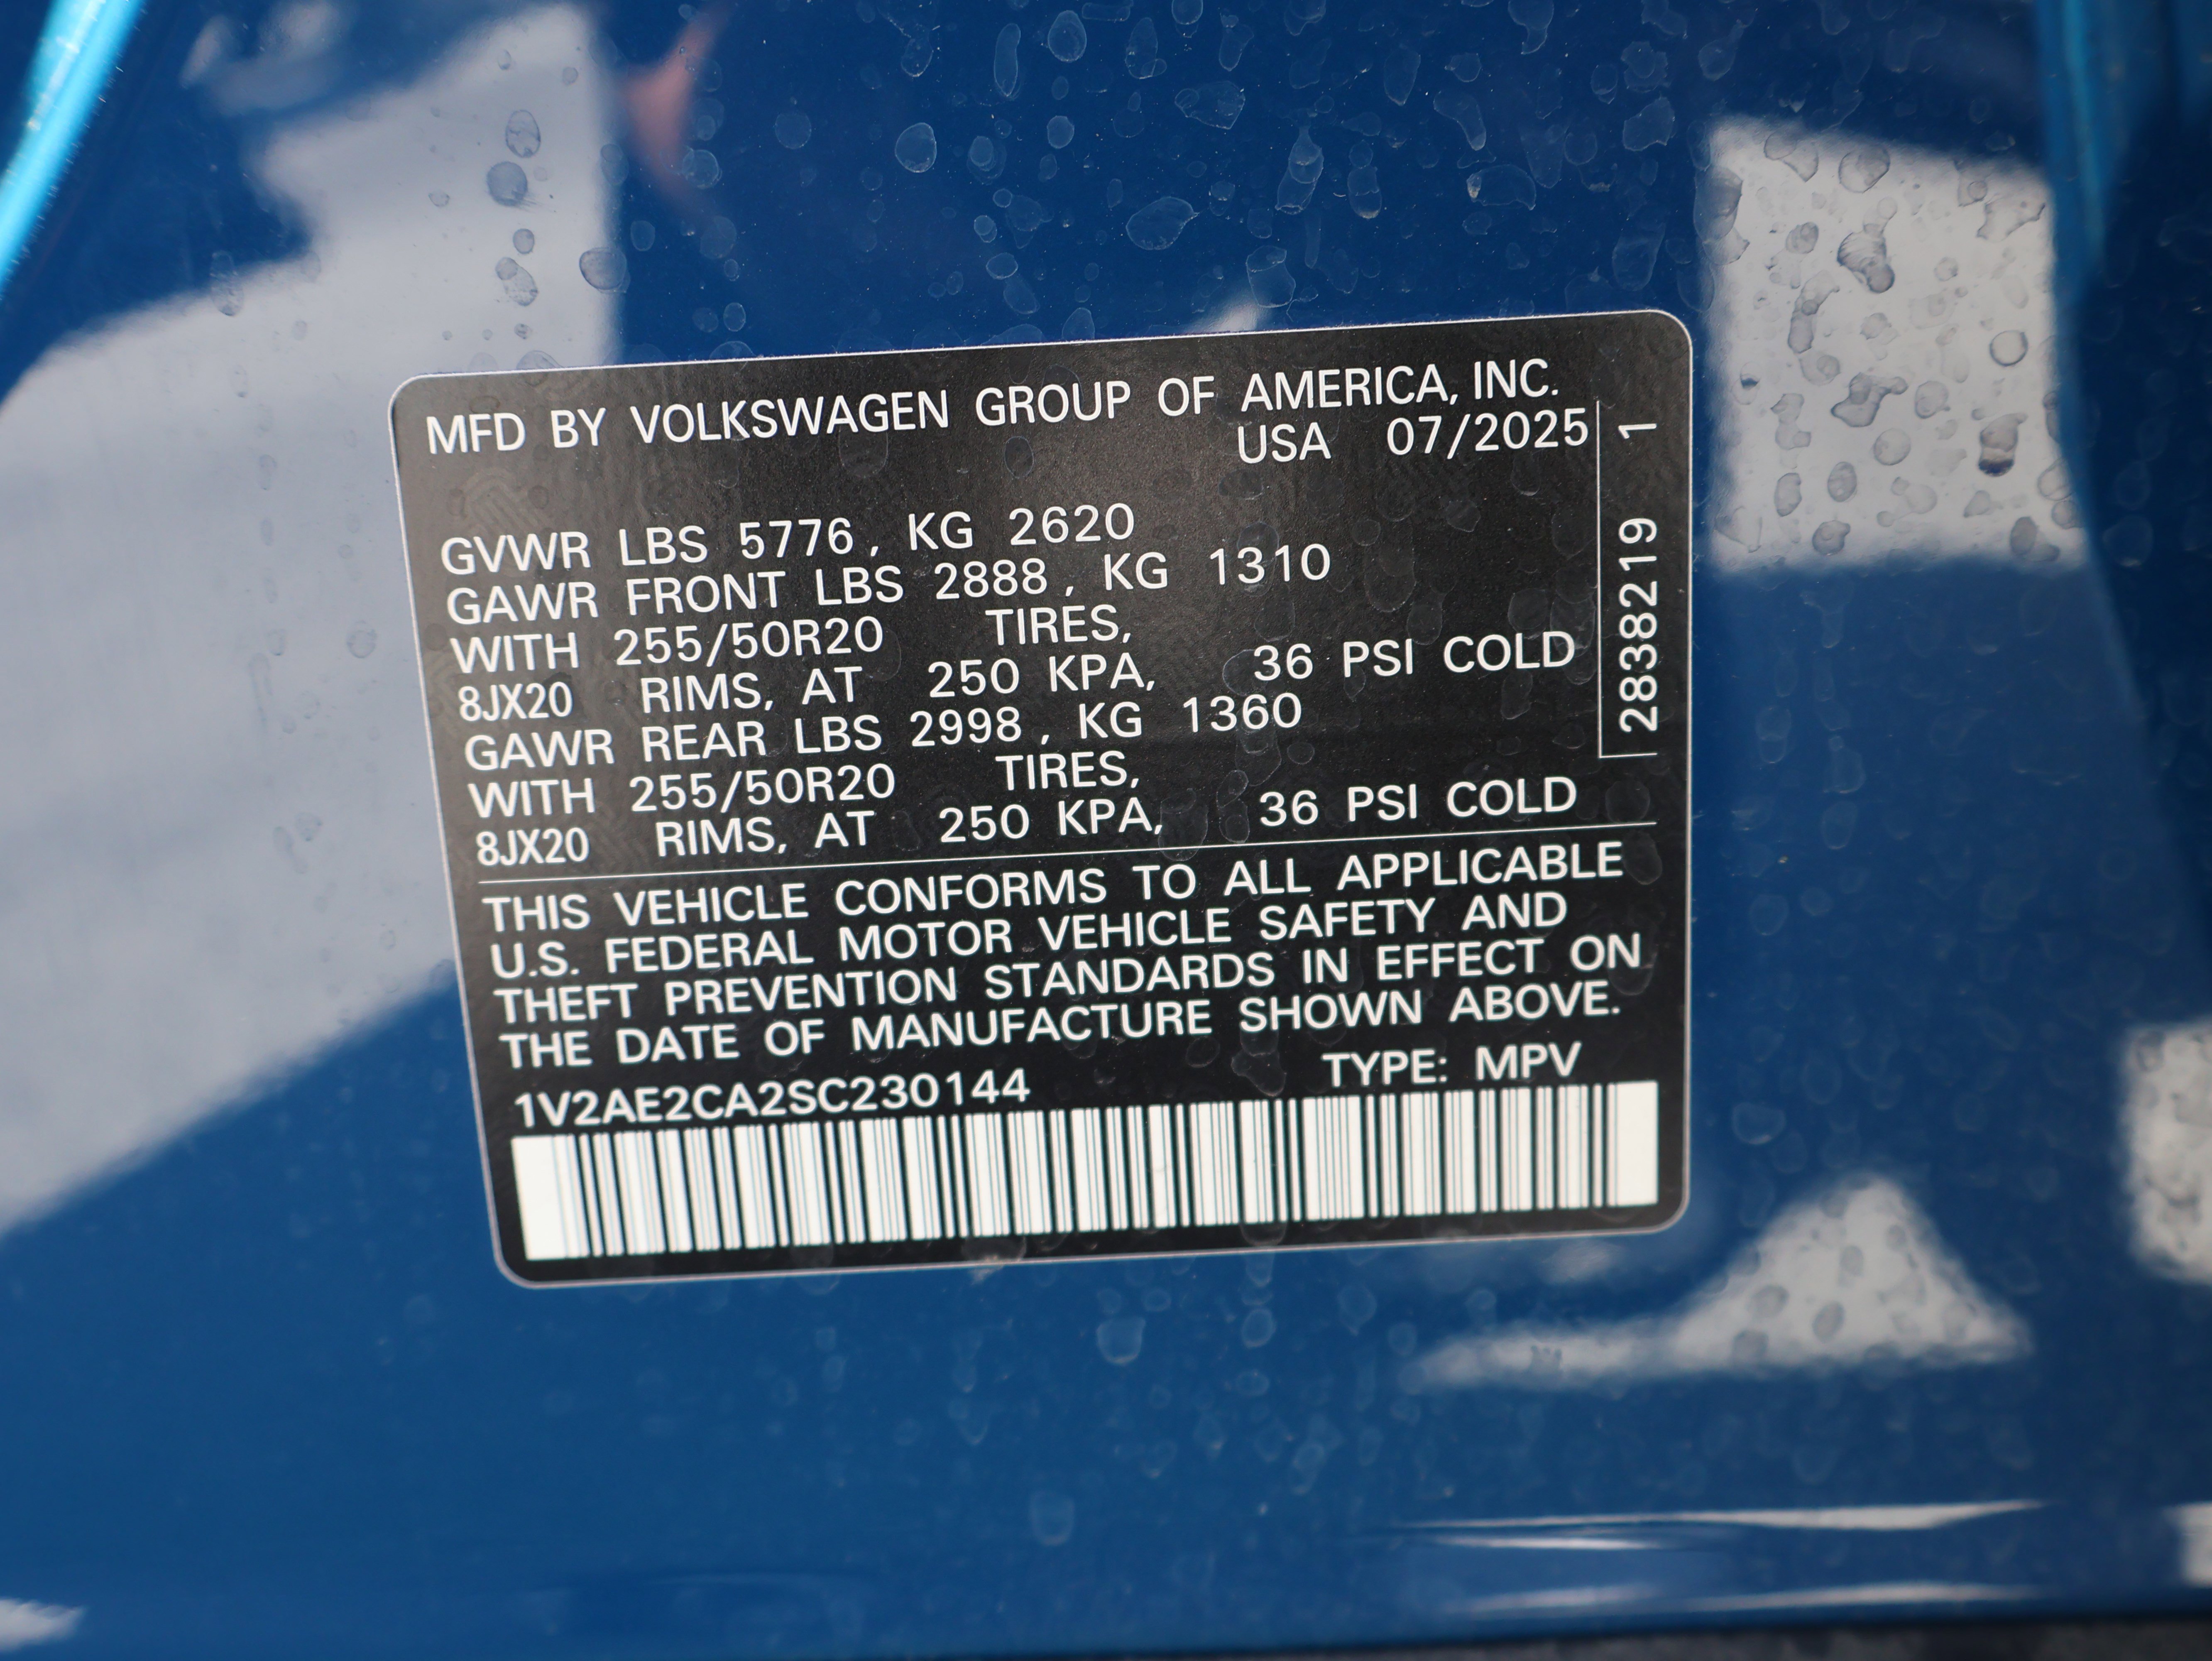 MFD BY VOLKSWAGEN GROUP OF AMERICA, INC.
USA 07/2025
GVWR LBS 5776, KG 2620
GAWR FRONT LBS 2888, KG 1310
WITH 255/50R20 TIRES,
8JX20 RIMS, AT 250 KPA, 36 PSI COLD
GAWR REAR LBS 2998, KG 1360
WITH 255/50R20 TIRES,
8JX20 RIMS, AT 250 KPA, 36 PSI COLD
2838219 1
THIS VEHICLE CONFORMS TO ALL APPLICABLE
U.S. FEDERAL MOTOR VEHICLE SAFETY AND
THEFT PREVENTION STANDARDS IN EFFECT ON
THE DATE OF MANUFACTURE SHOWN ABOVE.
1V2AE2CA2SC230144 TYPE: MPV